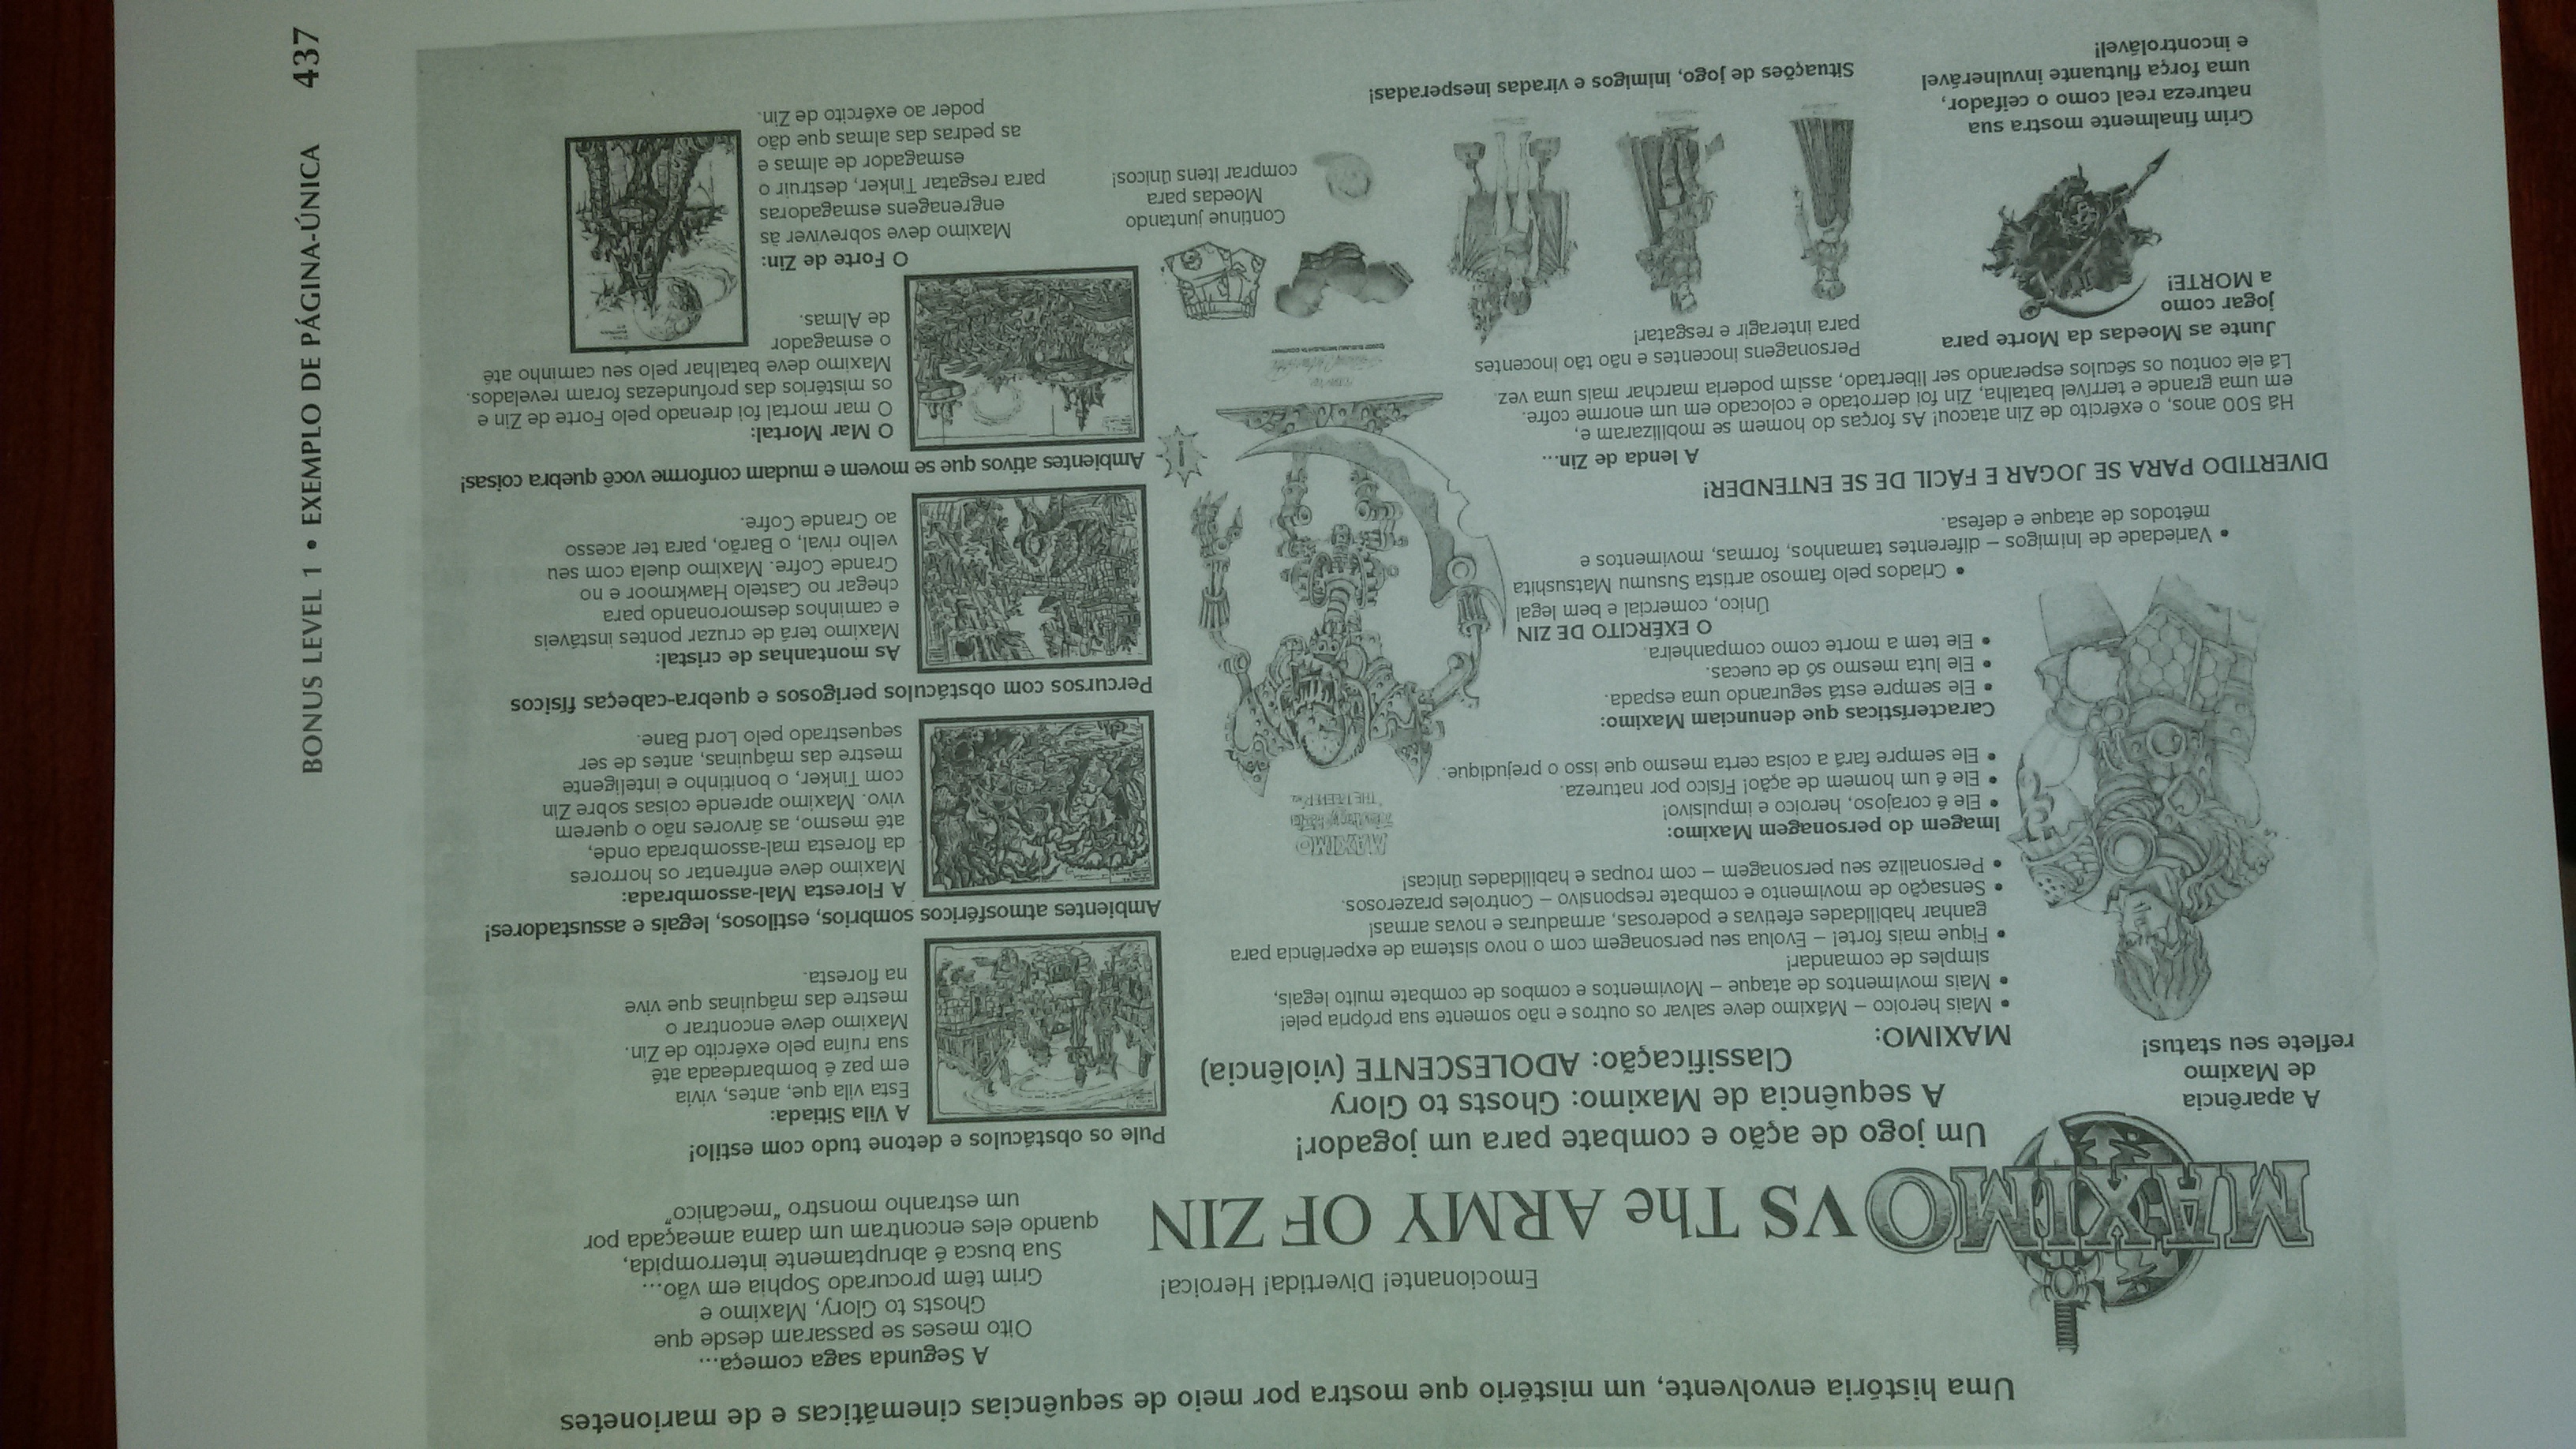 Uma história envolvente, um mistério que mostra por meio de sequências cinemáticas e de marionetes
A Segunda saga começa...
Oito meses se passaram desde que
Ghosts to Glory, Maximo e
Grim têm procurado Sophia em vão...
Sua busca é abruptamente interrompida,
quando eles encontram um dama ameaçada por
um estranho monstro “mecânico”
Emocionante! Divertida! Heroica!
MAXIMO VS The ARMY OF ZIN
Um jogo de ação e combate para um jogador!
A sequência de Maximo: Ghosts to Glory
Classificação: ADOLESCENTE (violência)
A aparência
de Maximo
reflete seu status!
MAXIMO:
• Mais heroico – Máximo deve salvar os outros e não somente sua própria pele!
• Mais movimentos de ataque – Movimentos e combos de combate muito legais,
simples de comandar!
• Fique mais forte! – Evolua seu personagem com o novo sistema de experiência para
ganhar habilidades efetivas e poderosas, armaduras e novas armas!
• Sensação de movimento e combate responsivo – Controles prazerosos.
• Personalize seu personagem – com roupas e habilidades únicas!
Imagem do personagem Maximo:
• Ele é corajoso, heroico e impulsivo!
• Ele é um homem de ação! Físico por natureza.
• Ele sempre fará a coisa certa mesmo que isso o prejudique.
Características que denunciam Maximo:
• Ele sempre está segurando uma espada.
• Ele luta mesmo só de cuecas.
• Ele tem a morte como companheira.
O EXÉRCITO DE ZIN
Único, comercial e bem legal
• Criados pelo famoso artista Susumu Matsushita
• Variedade de Inimigos – diferentes tamanhos, formas, movimentos e
métodos de ataque e defesa.
MAXIMO
DIVERTIDO PARA SE JOGAR E FÁCIL DE SE ENTENDER!
A lenda de Zin...
Há 500 anos, o exército de Zin atacou! As forças do homem se mobilizaram e,
em uma grande e terrível batalha, Zin foi derrotado e colocado em um enorme cofre.
Lá ele contou os séculos esperando ser libertado, assim poderia marchar mais uma vez.
Junte as Moedas da Morte para
jogar como
a MORTE!
Grim finalmente mostra sua
natureza real como o ceifador,
uma força flutuante invulnerável
e incontrolável!
Personagens inocentes e não tão inocentes
para interagir e resgatar!
Situações de jogo, inimigos e viradas inesperadas!
Continue juntando
Moedas para
comprar itens únicos!
Pule os obstáculos e detone tudo com estilo!
A Vila Sitiada:
Esta vila que, antes, vivia
em paz é bombardeada até
sua ruína pelo exército de Zin.
Maximo deve encontrar o
mestre das máquinas que vive
na floresta.
Ambientes atmosféricos sombrios, estilosos, legais e assustadores!
A Floresta Mal-assombrada:
Maximo deve enfrentar os horrores
da floresta mal-assombrada onde,
até mesmo, as árvores não o querem
vivo. Maximo aprende coisas sobre Zin
com Tinker, o bonitinho e inteligente
mestre das máquinas, antes de ser
sequestrado pelo Lord Bane.
Percursos com obstáculos perigosos e quebra-cabeças físicos
As montanhas de cristal:
Maximo terá de cruzar pontes instáveis
e caminhos desmoronando para
chegar no Castelo Hawkmoor e no
Grande Cofre. Maximo duela com seu
velho rival, o Barão, para ter acesso
ao Grande Cofre.
!
Ambientes ativos que se movem e mudam conforme você quebra coisas!
O Mar Mortal:
O mar mortal foi drenado pelo Forte de Zin e
os mistérios das profundezas foram revelados.
Maximo deve batalhar pelo seu caminho até
o esmagador
de Almas.
O Forte de Zin:
Maximo deve sobreviver às
engrenagens esmagadoras
para resgatar Tinker, destruir o
esmagador de almas e
as pedras das almas que dão
poder ao exército de Zin.
BONUS LEVEL 1 • EXEMPLO DE PÁGINA-ÚNICA 437